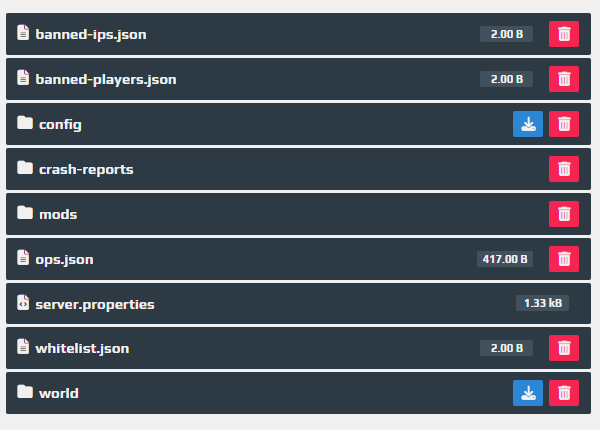 banned-ips.json 2.00 B
banned-players.json 2.00 B
config
crash-reports
mods
ops.json 417.00 B
server.properties 1.33 kB
whitelist.json 2.00 B
world